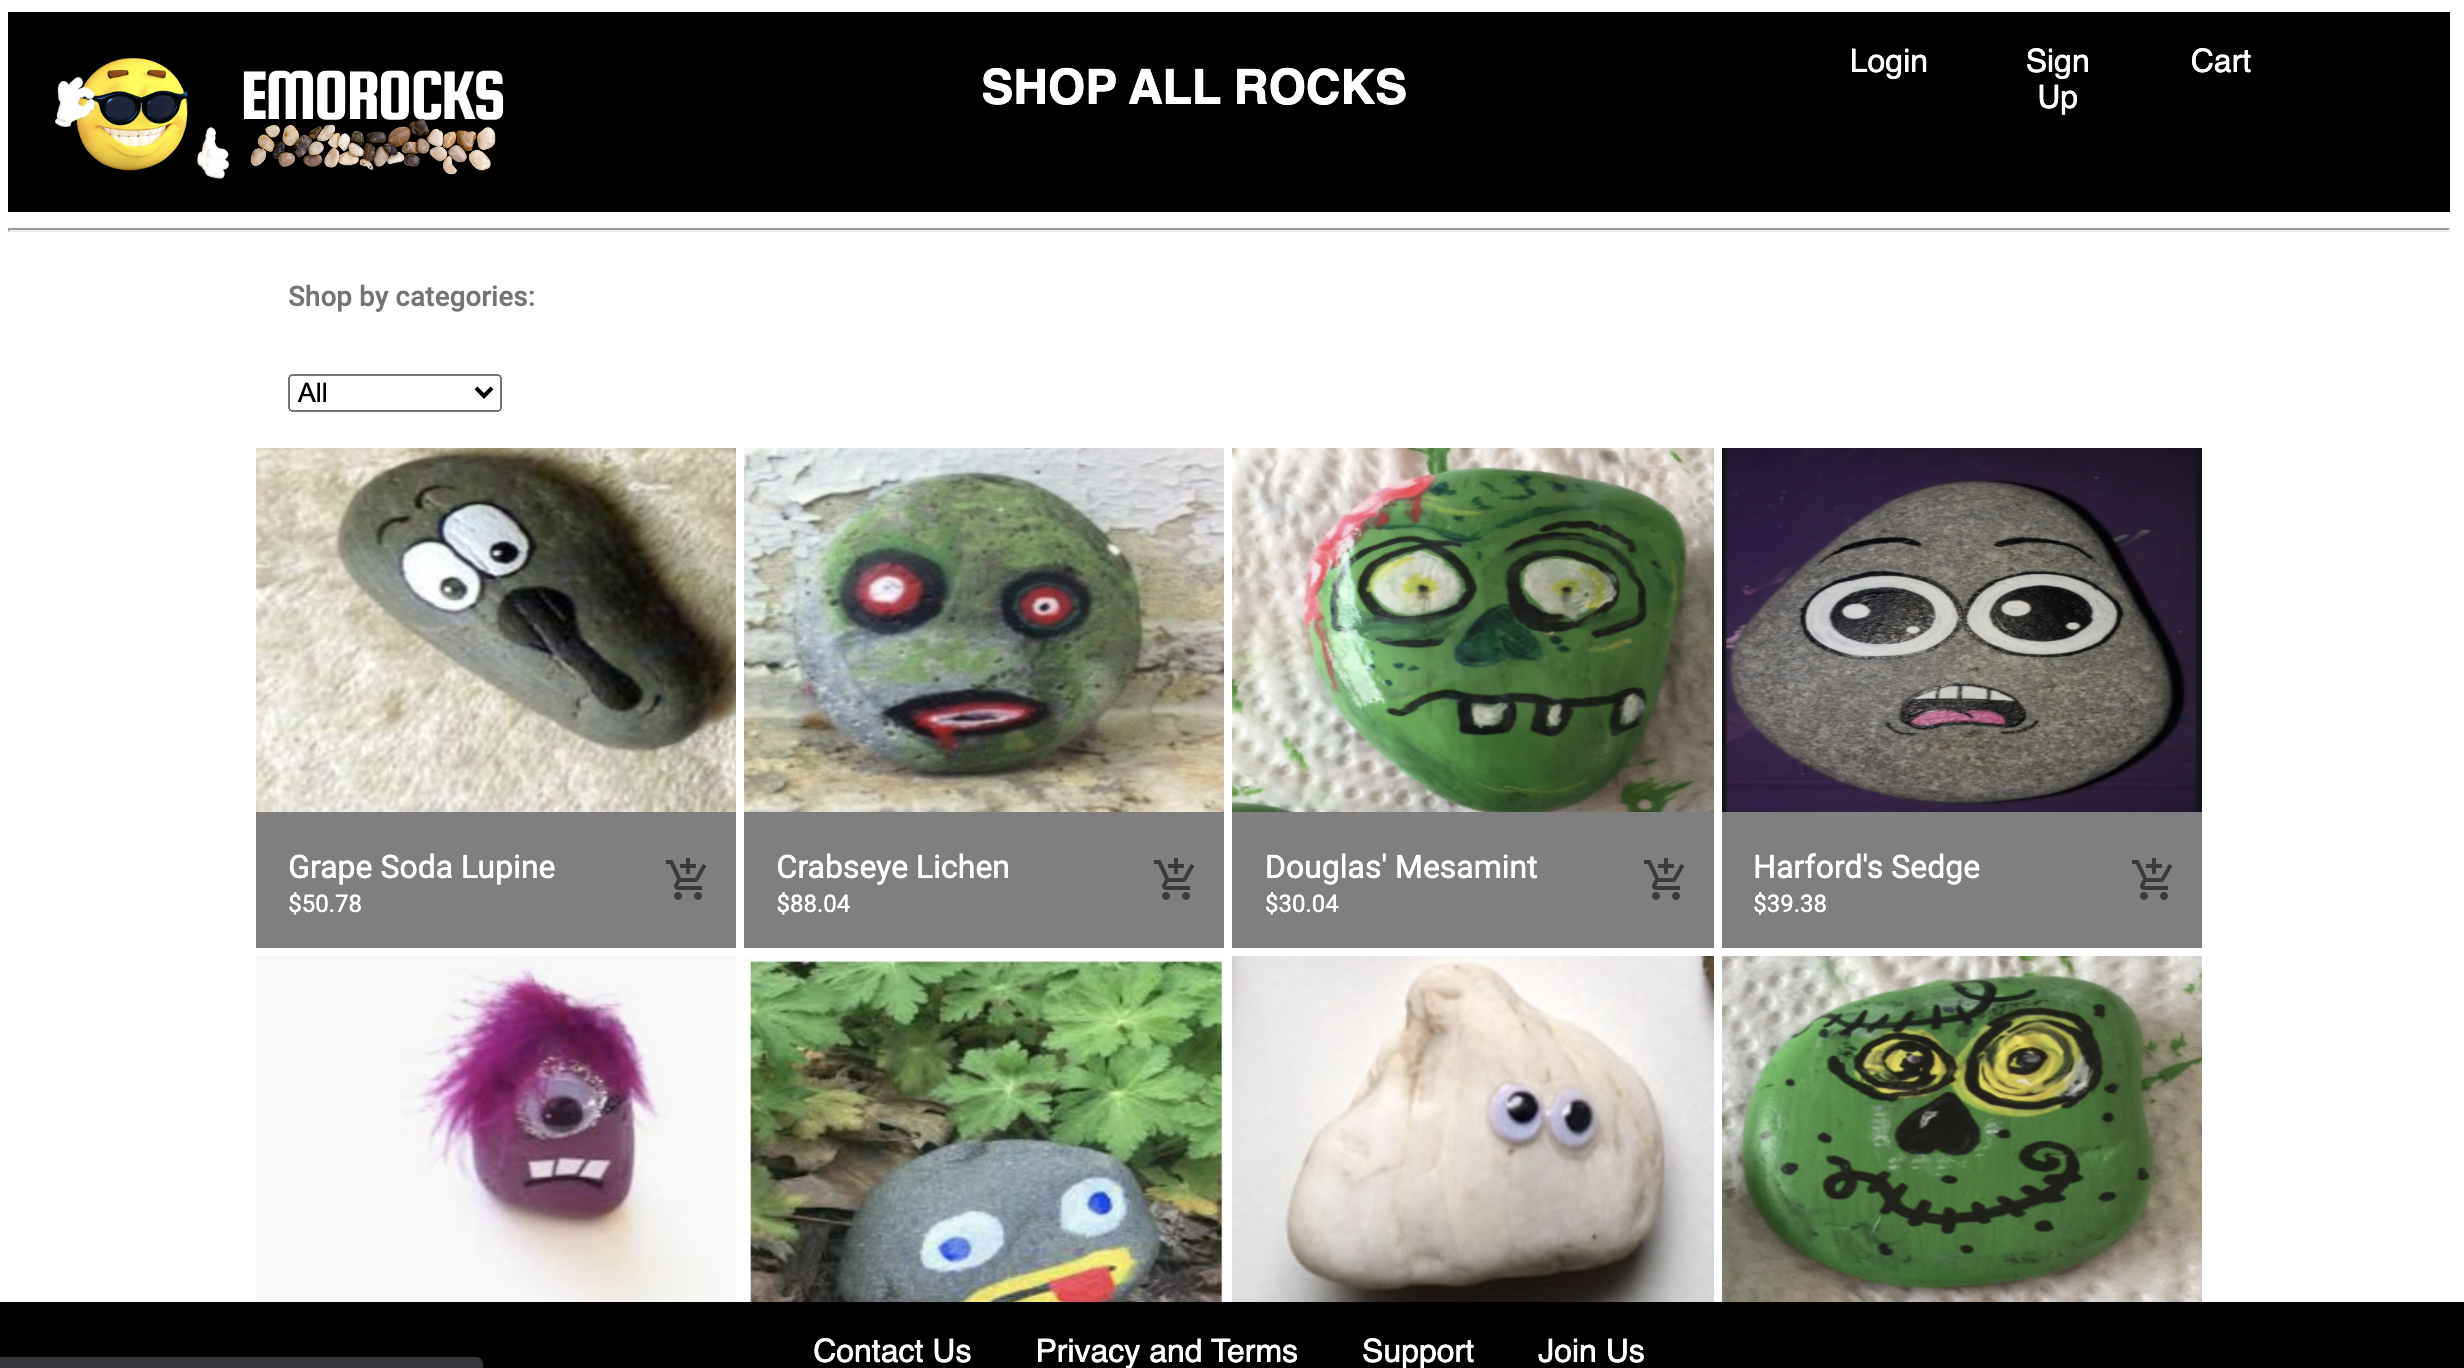 EMOROCKS
SHOP ALL ROCKS
Login
Sign
Up
Cart
Shop by categories:
All
Grape Soda Lupine
$50.78
Crabseye Lichen
$88.04
Douglas' Mesamint
$30.04
Harford's Sedge
$39.38
Contact Us
Privacy and Terms
Support
Join Us